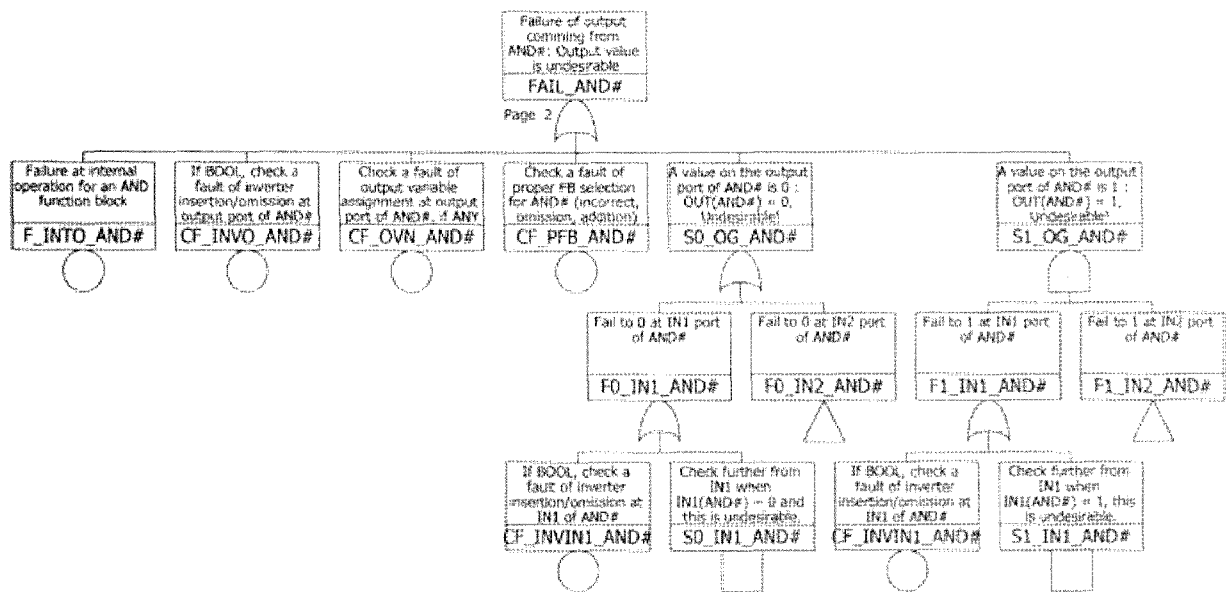 Failure of output
comming from
AND#: Output value
is undesirable
FAIL_AND#
Page 2
Failure at internal
operation for an AND
function block
F_INTO_AND#
If BOOL, check a
fault of inverter
insertion/omission at
output port of AND#
CF_INVO_AND#
Check a fault of
output variable
assignment at output
port of AND#, if ANY
CF_OVN_AND#
Check a fault of
proper FB selection
for AND# (incorrect,
omission, addition)
CF_PFB_AND#
A value on the output
port of AND# is 0 :
OUT(AND#) = 0,
Undesirable!
S0_OG_AND#
A value on the output
port of AND# is 1 :
OUT(AND#) = 1,
Undesirable!
S1_OG_AND#
Fail to 0 at IN1 port
of AND#
F0_IN1_AND#
Fail to 0 at IN2 port
of AND#
F0_IN2_AND#
Fail to 1 at IN1 port
of AND#
F1_IN1_AND#
Fail to 1 at IN2 port
of AND#
F1_IN2_AND#
If BOOL, check a
fault of inverter
insertion/omission at
IN1 of AND#
CF_INVIN1_AND#
Check further from
IN1 when
IN1(AND#) = 0 and
this is undesirable.
S0_IN1_AND#
If BOOL, check a
fault of inverter
insertion/omission at
IN1 of AND#
CF_INVIN1_AND#
Check further from
IN1 when
IN1(AND#) = 1, this
is undesirable.
S1_IN1_AND#